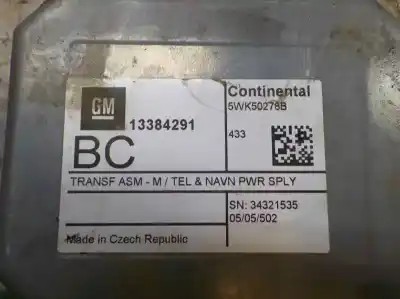 GM 13384291
BC
Continental
5WK50278B
433
TRANSF ASM - M / TEL & NAVN PWR SPLY
SN: 34321535
05/05/502
Made in Czech Republic